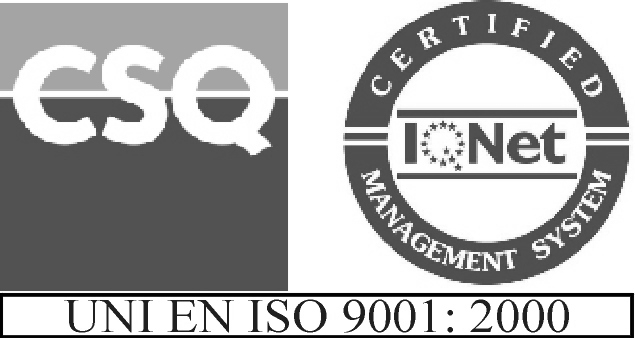 CSQ
CERTIFIED
IQNet
MANAGEMENT SYSTEM
UNI EN ISO 9001: 2000